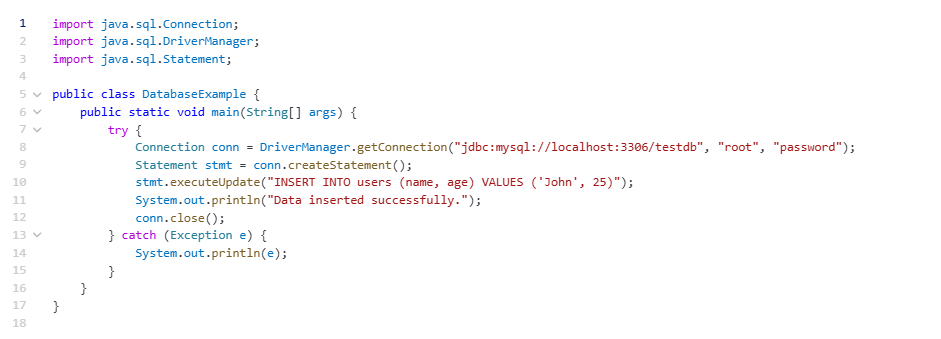 1 import java.sql.Connection;
2 import java.sql.DriverManager;
3 import java.sql.Statement;
4
5 public class DatabaseExample {
6     public static void main(String[] args) {
7         try {
8             Connection conn = DriverManager.getConnection("jdbc:mysql://localhost:3306/testdb", "root", "password");
9             Statement stmt = conn.createStatement();
10             stmt.executeUpdate("INSERT INTO users (name, age) VALUES ('John', 25)");
11             System.out.println("Data inserted successfully.");
12             conn.close();
13         } catch (Exception e) {
14             System.out.println(e);
15         }
16     }
17 }
18